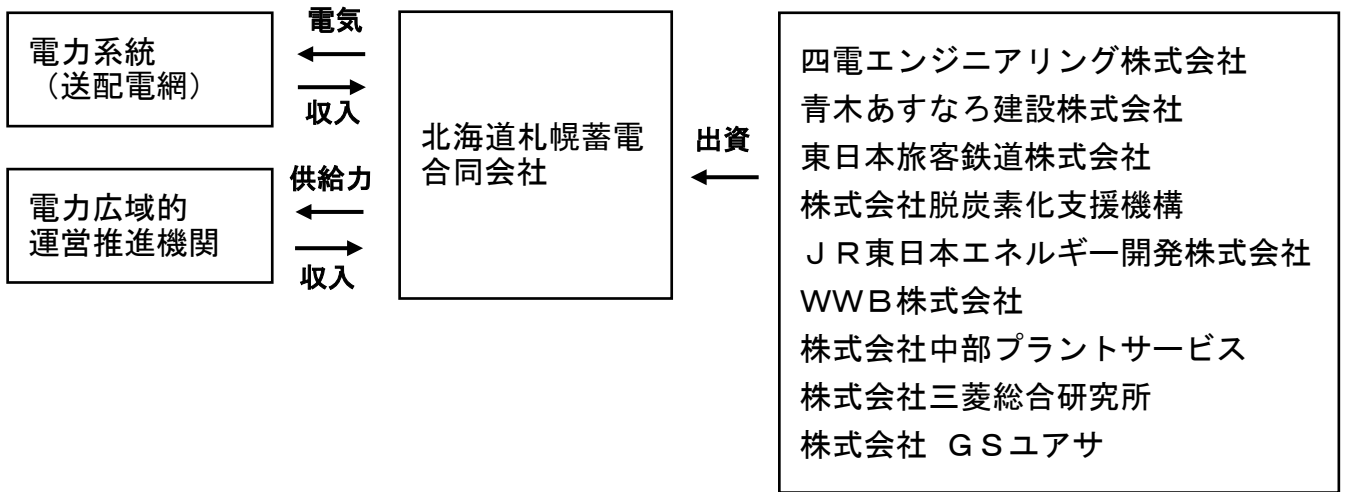 電気
電力系統
（送配電網）
収入
供給力
電力広域的
運営推進機関
収入
北海道札幌蓄電
合同会社
出資
四電エンジニアリング株式会社
青木あすなろ建設株式会社
東日本旅客鉄道株式会社
株式会社脱炭素化支援機構
ＪＲ東日本エネルギー開発株式会社
ＷＷＢ株式会社
株式会社中部プラントサービス
株式会社三菱総合研究所
株式会社 ＧＳユアサ